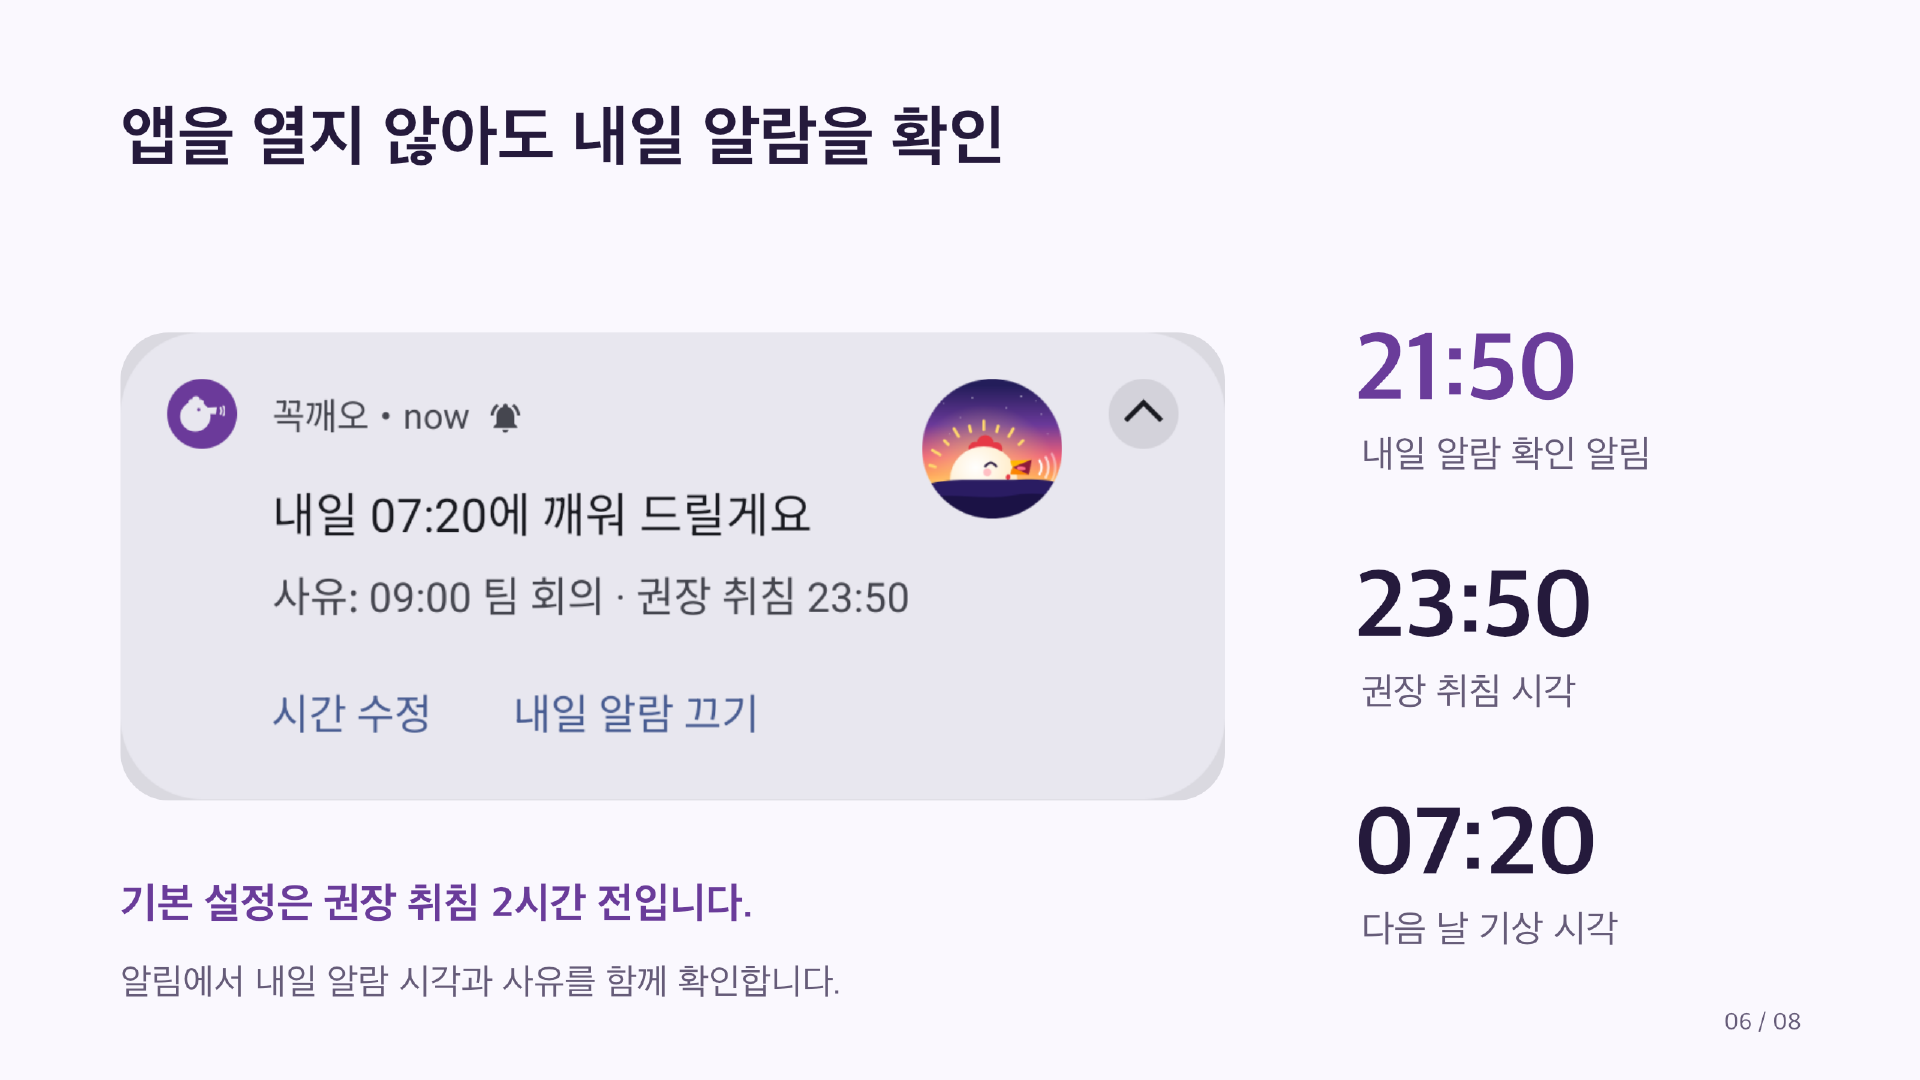 앱을 열지 않아도 내일 알람을 확인
꼭깨오 • now
내일 07:20에 깨워 드릴게요
사유: 09:00 팀 회의 · 권장 취침 23:50
시간 수정 내일 알람 끄기
기본 설정은 권장 취침 2시간 전입니다.
알림에서 내일 알람 시각과 사유를 함께 확인합니다.
21:50
내일 알람 확인 알림
23:50
권장 취침 시각
07:20
다음 날 기상 시각
06 / 08